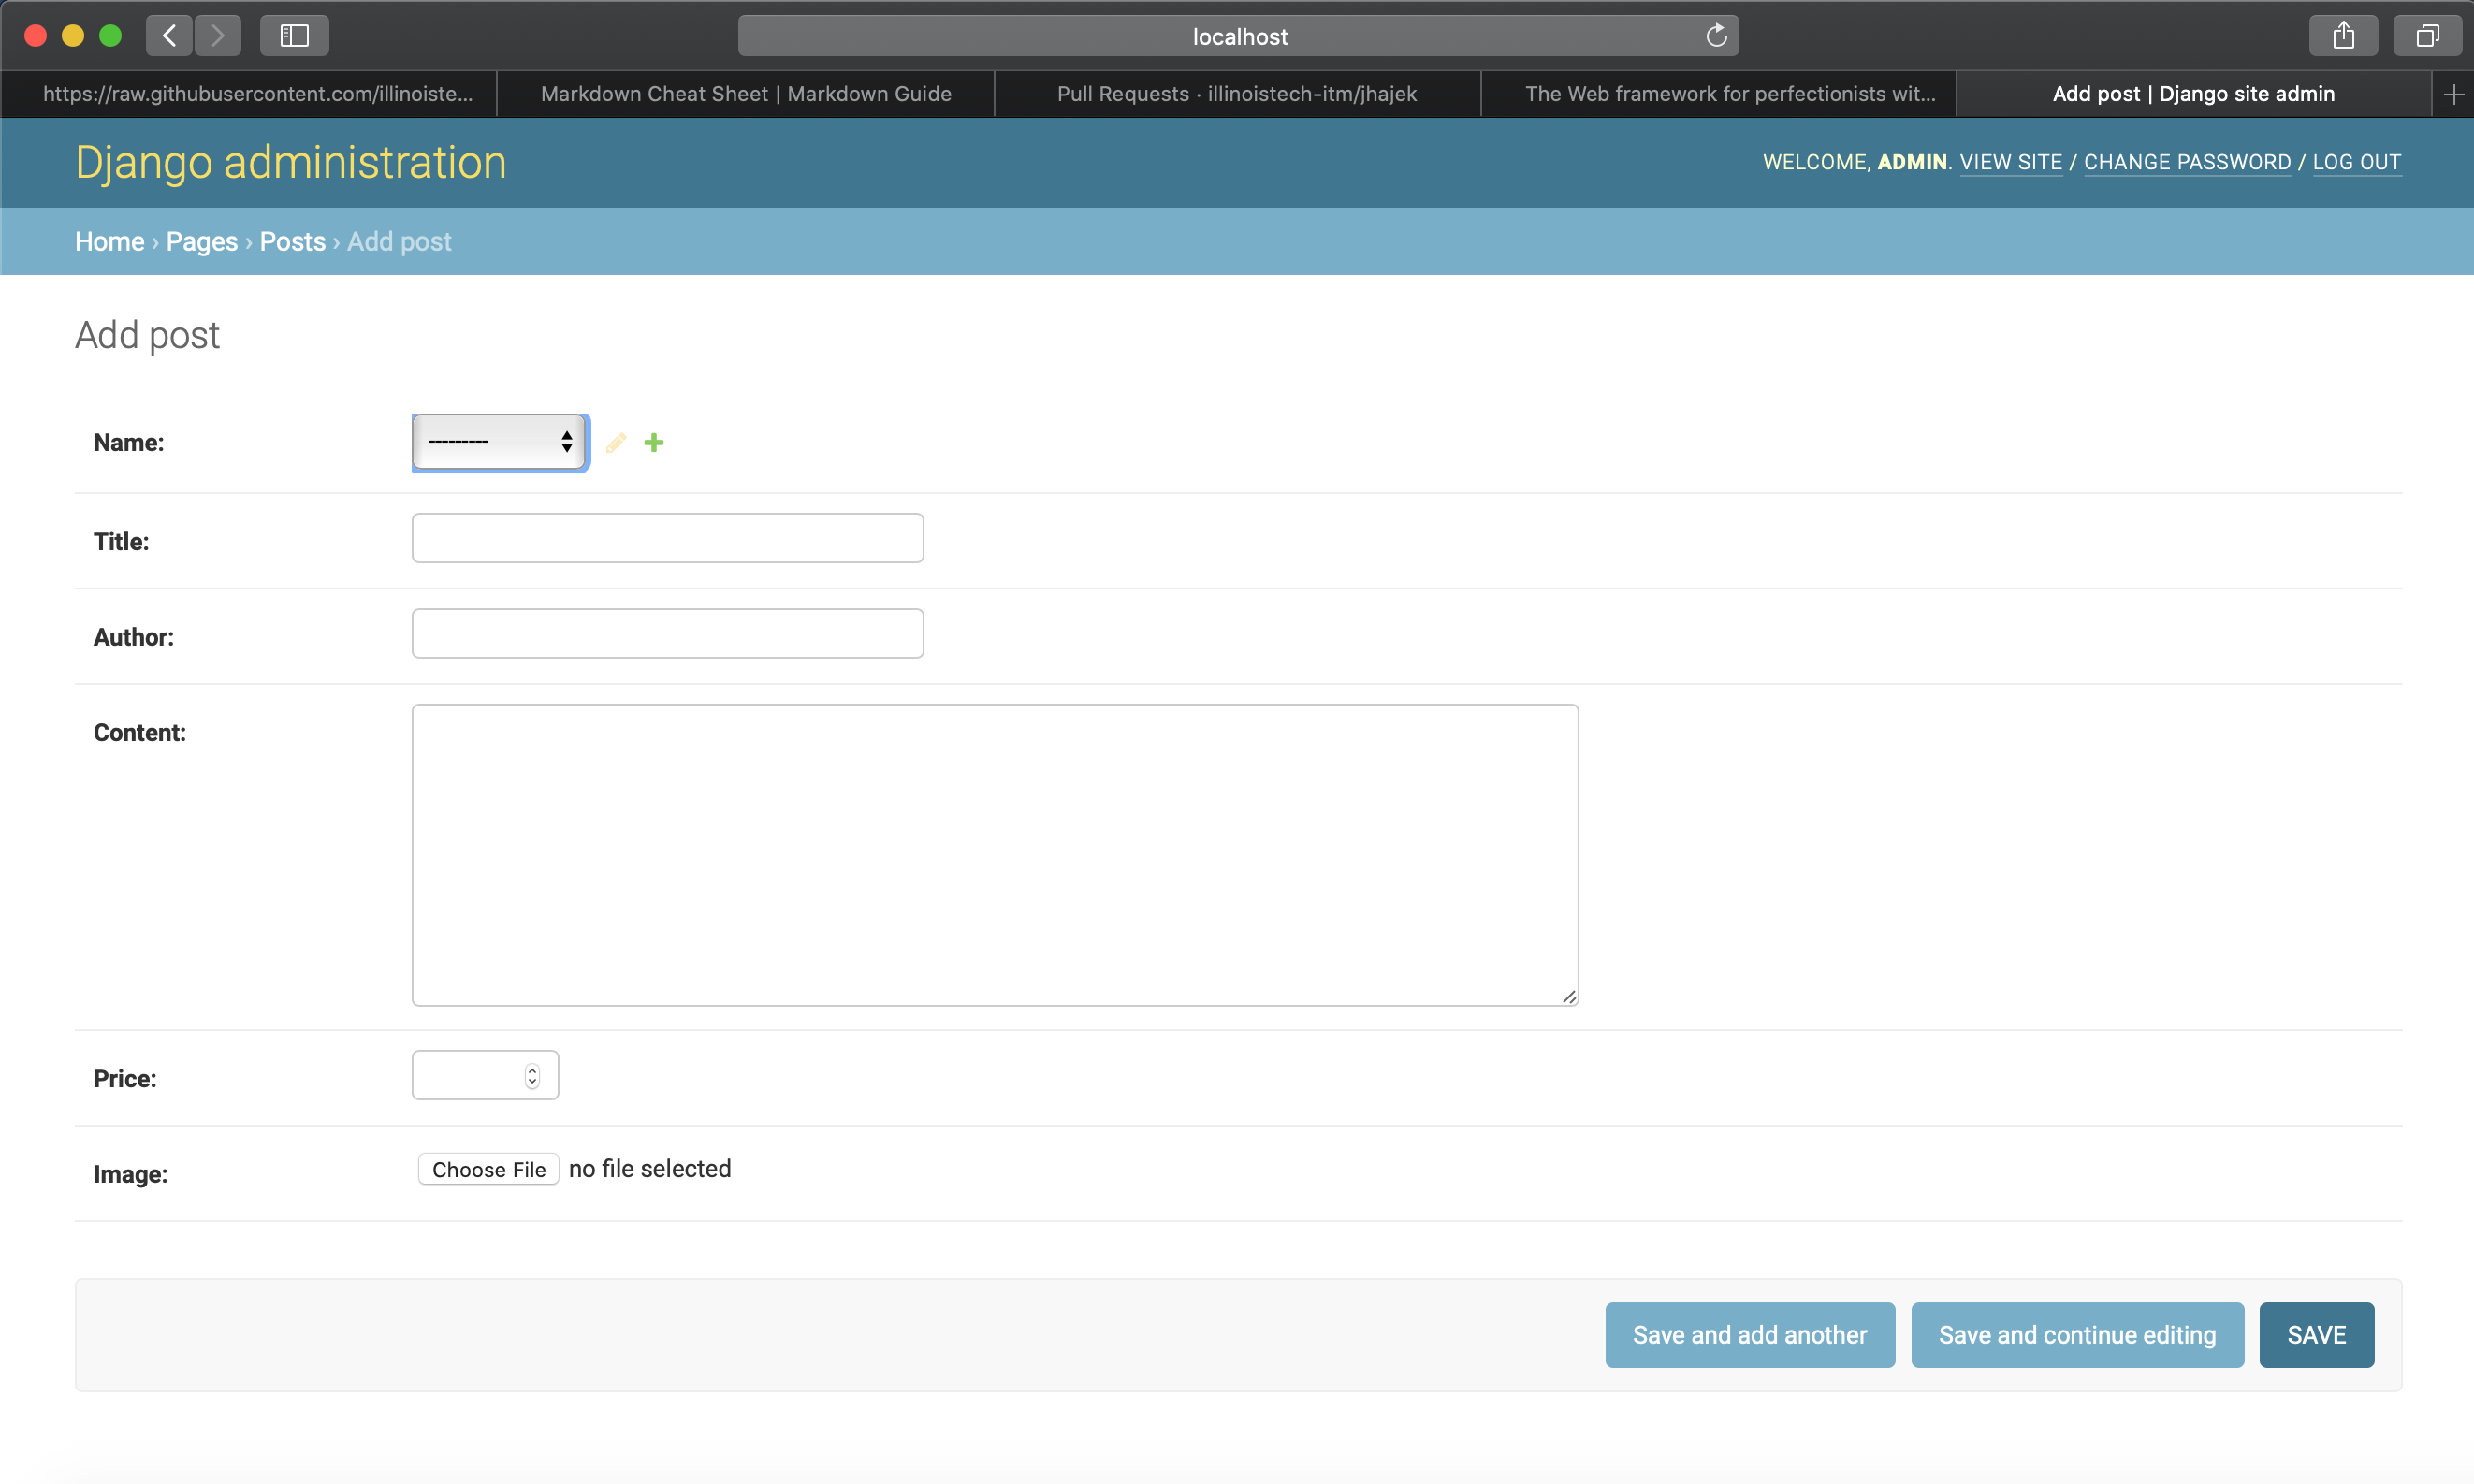 localhost
https://raw.githubusercontent.com/illinoiste... Markdown Cheat Sheet | Markdown Guide Pull Requests · illinoistech-itm/jhajek The Web framework for perfectionists wit... Add post | Django site admin
Django administration
WELCOME, ADMIN. VIEW SITE / CHANGE PASSWORD / LOG OUT
Home › Pages › Posts › Add post
Add post
Name: ---------
Title:
Author:
Content:
Price:
Image: Choose File no file selected
Save and add another Save and continue editing SAVE